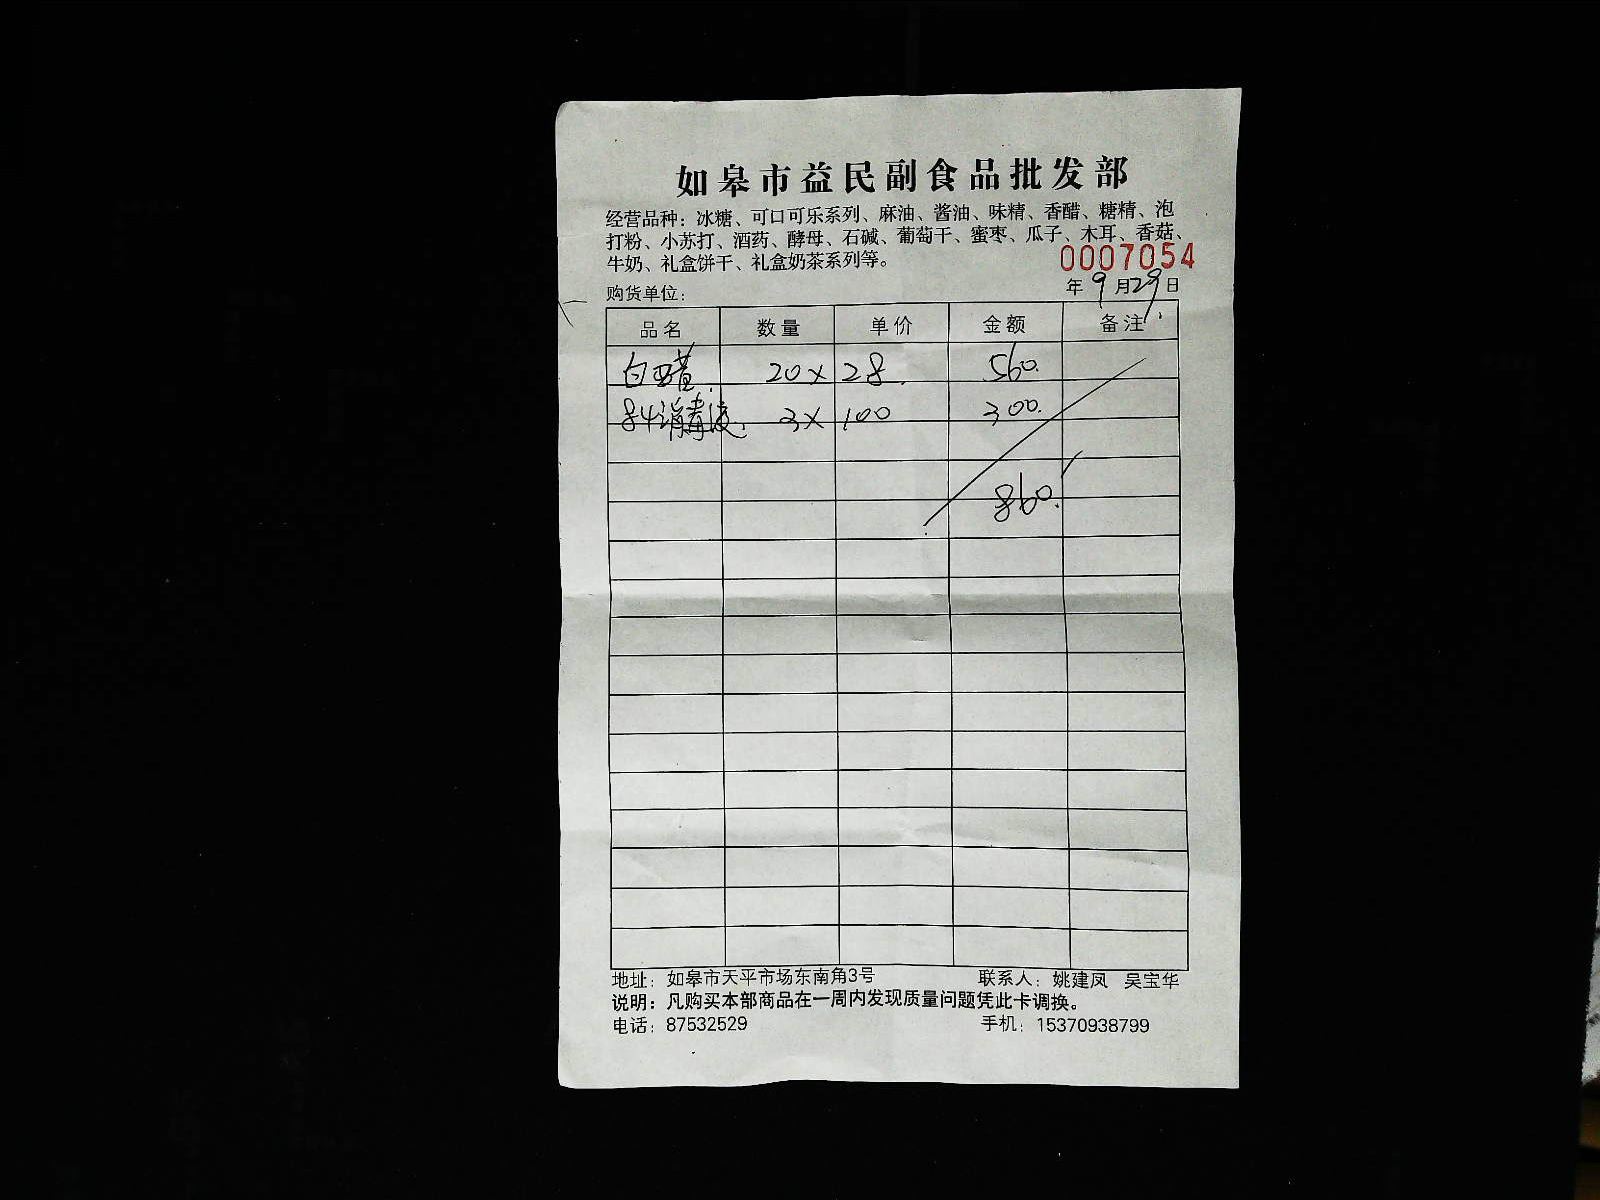 如皋市益民副食品批发部
经营品种：冰糖、可口可乐系列、麻油、酱油、味精、香醋、糖精、泡
打粉、小苏打、酒药、酵母、石碱、葡萄干、蜜枣、瓜子、木耳、香菇、
牛奶、礼盒饼干、礼盒奶茶系列等。
0007054
购货单位： 年 9 月 29 日
品名 数量 单价 金额 备注
白醋. 20 × 28. 560.
84消毒液. 3 × 100 300.
860.
地址：如皋市天平市场东南角3号 联系人：姚建凤 吴宝华
说明：凡购买本部商品在一周内发现质量问题凭此卡调换。
电话：87532529 手机：15370938799